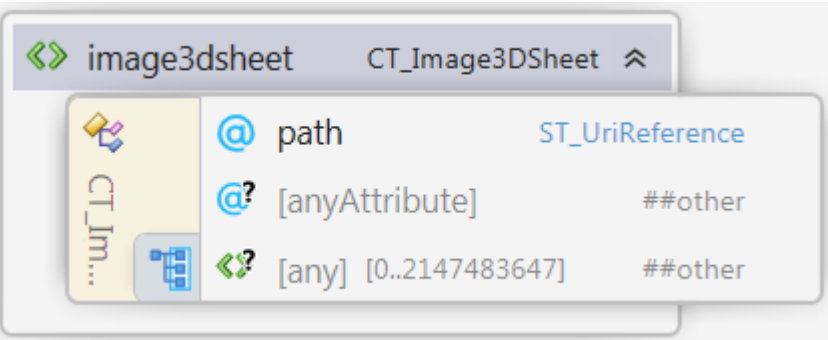 image3dsheet CT_Image3DSheet
@ path ST_UriReference
@? [anyAttribute] ##other
? [any] [0..2147483647] ##other
CT_Im...